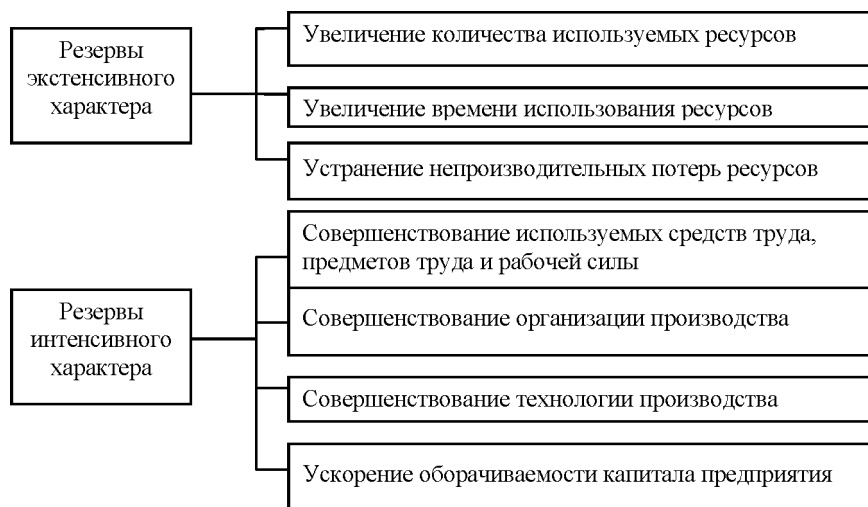 Резервы
экстенсивного
характера
Увеличение количества используемых ресурсов
Увеличение времени использования ресурсов
Устранение непроизводительных потерь ресурсов
Резервы
интенсивного
характера
Совершенствование используемых средств труда,
предметов труда и рабочей силы
Совершенствование организации производства
Совершенствование технологии производства
Ускорение оборачиваемости капитала предприятия